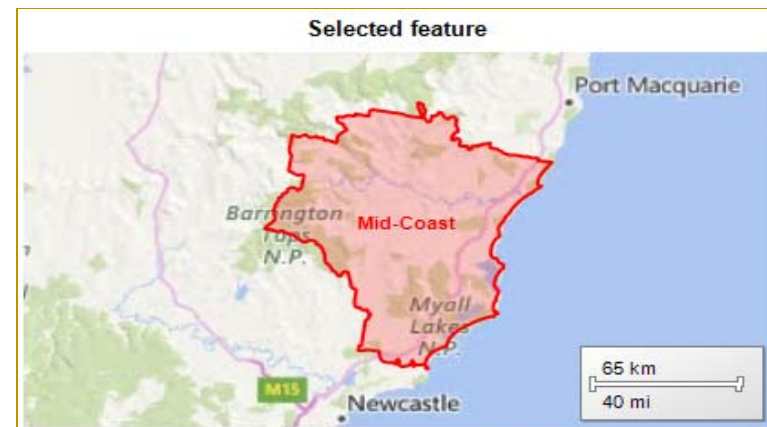 Selected feature
Port Macquarie
Barrington
Tops
N.P.
Mid-Coast
Myall
Lakes
N.P.
M15
Newcastle
65 km
40 mi